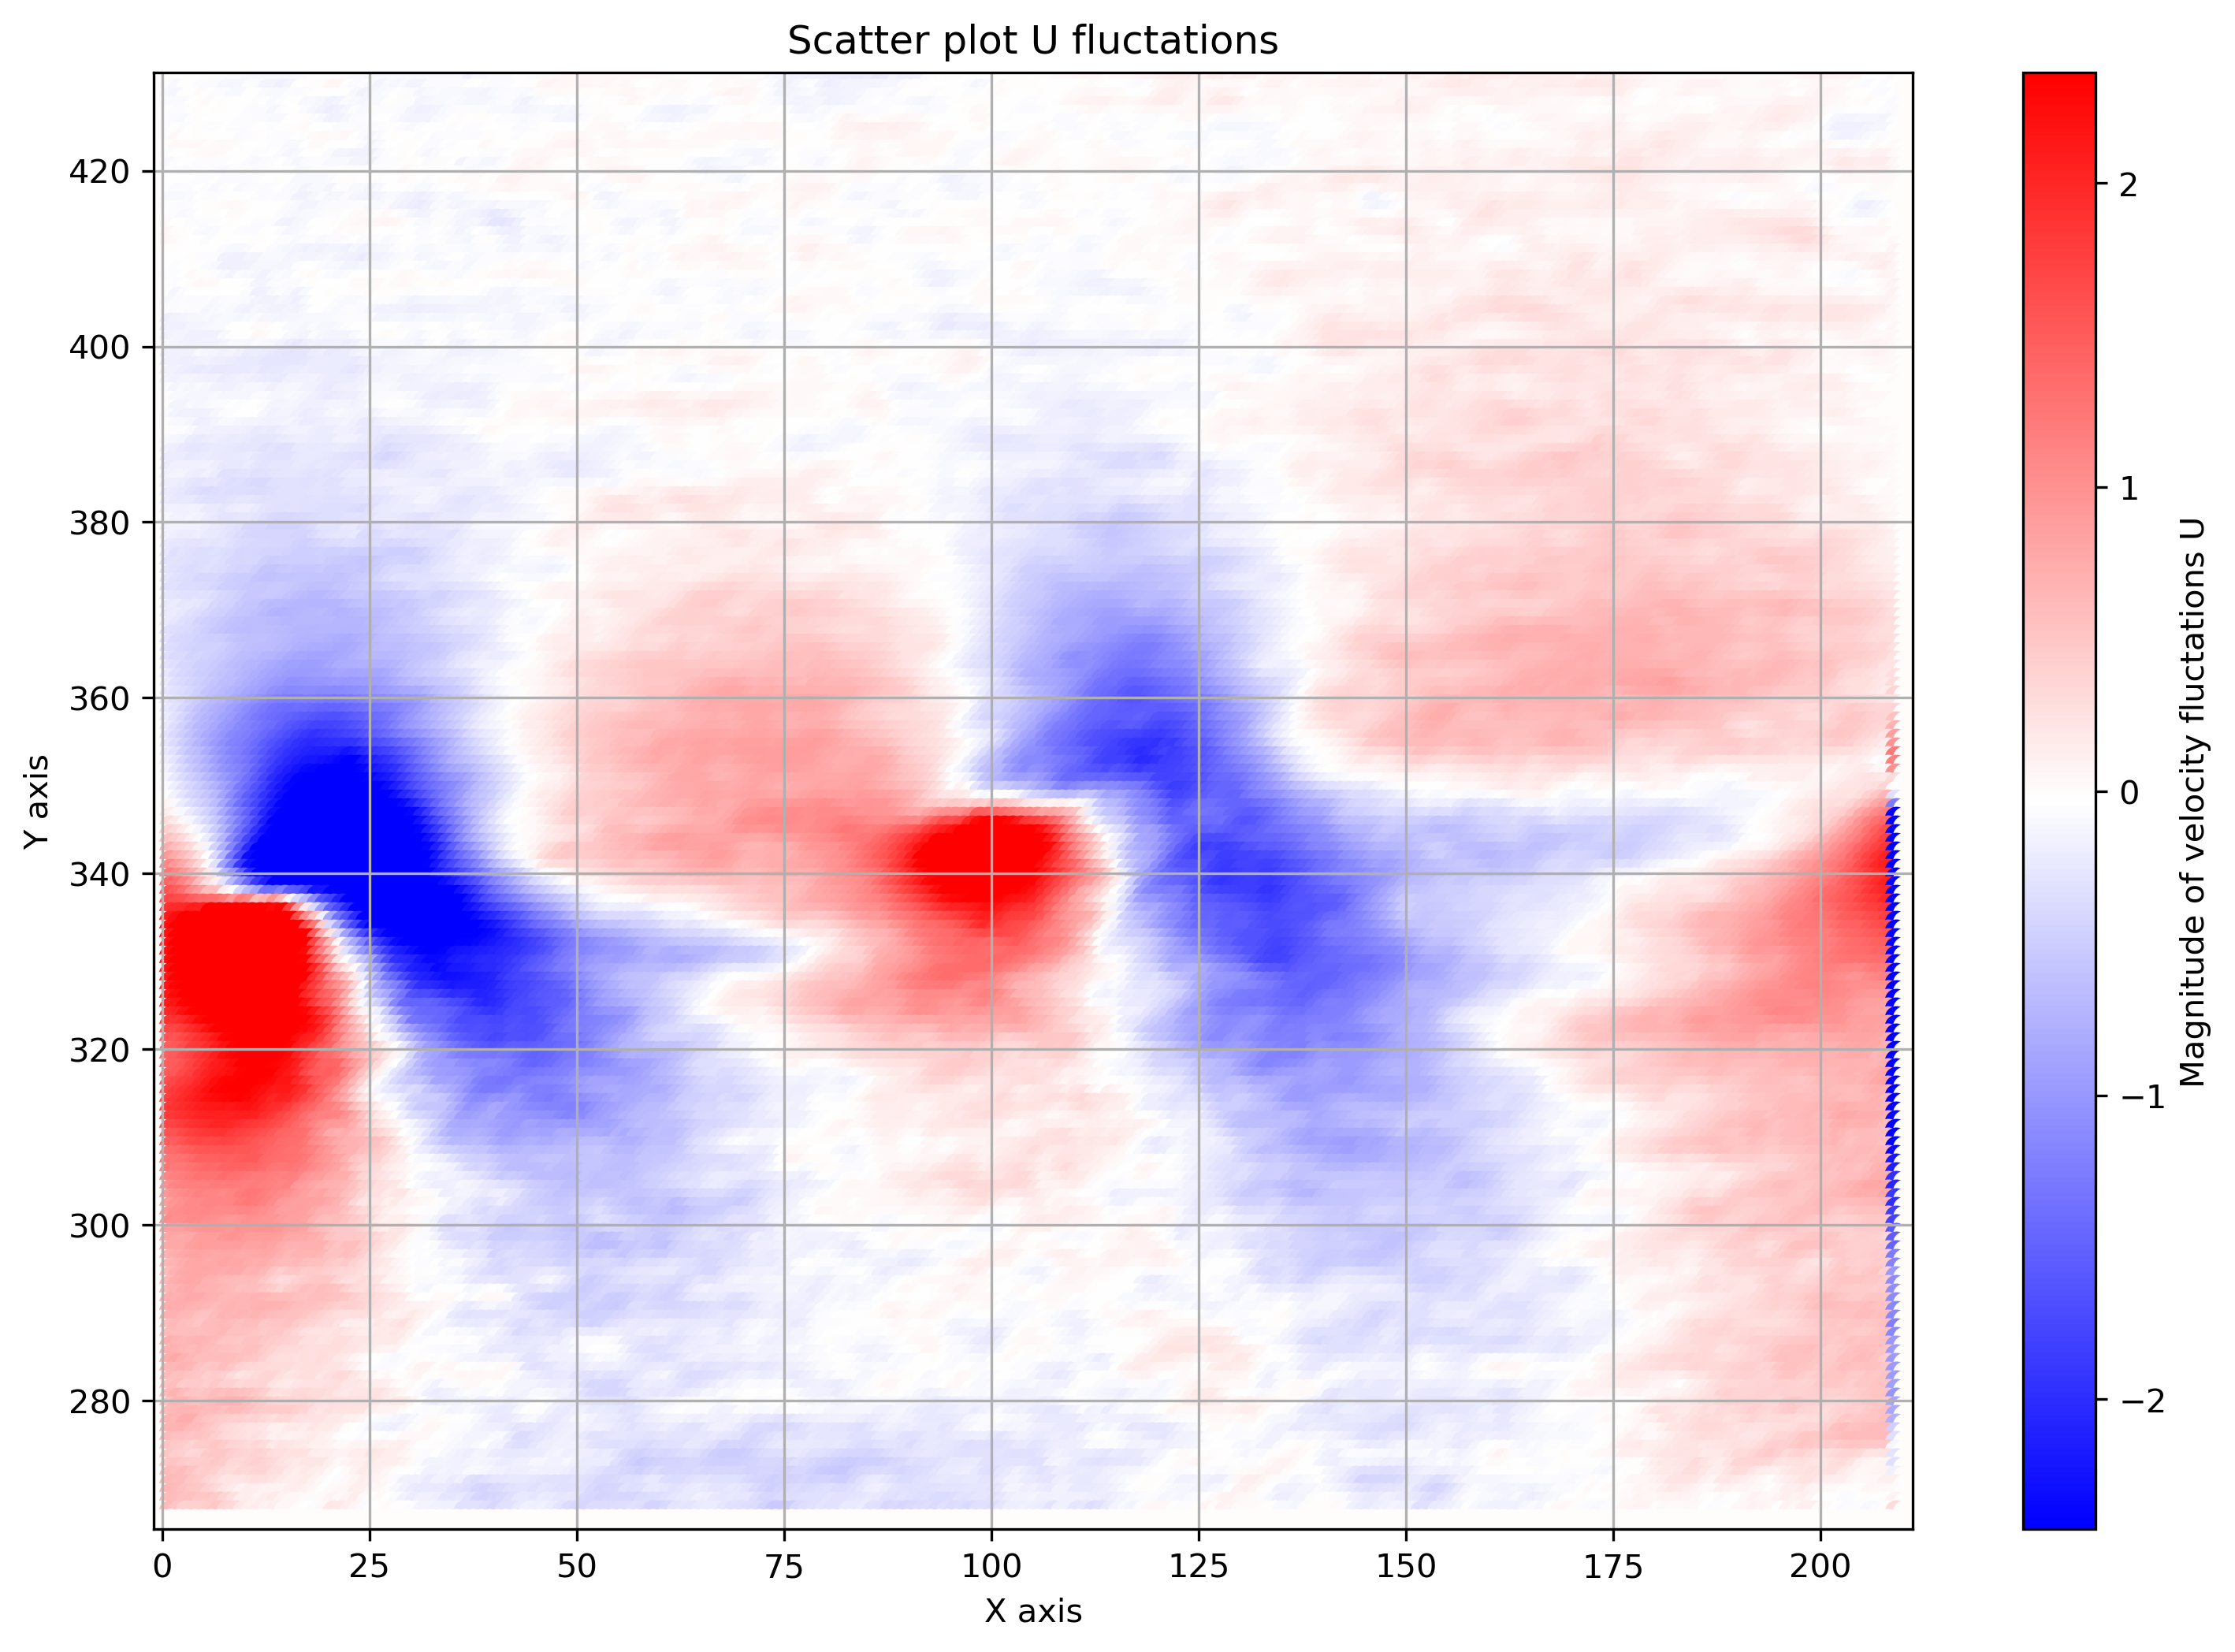 Scatter plot U fluctations
420
400
380
360
340
320
300
280
Y axis
0 25 50 75 100 125 150 175 200
X axis
2
1
0
−1
−2
Magnitude of velocity fluctations U